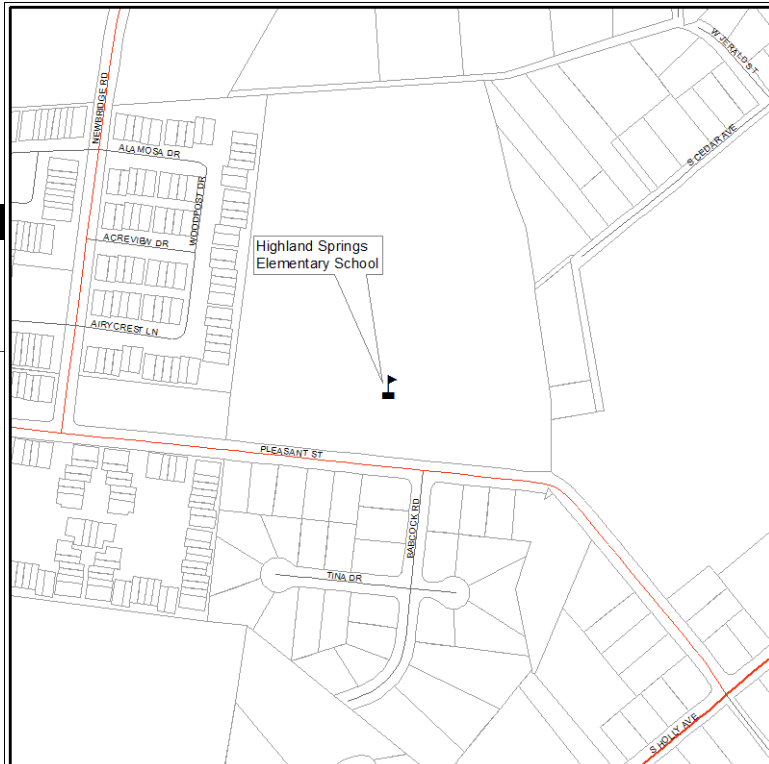 W JERALD ST
NEWBRIDGE RD
S CEDAR AVE
ALAMOSA DR
WOODPOST DR
ACREVIEW DR
Highland Springs
Elementary School
AIRYCREST LN
PLEASANT ST
BABCOCK RD
TINA DR
S HOLLY AVE